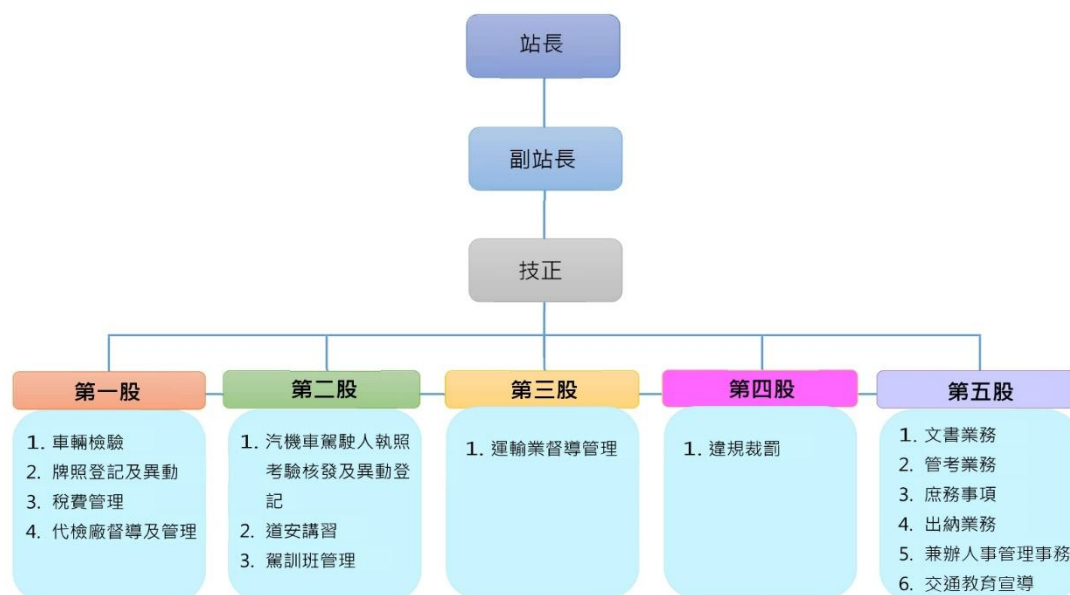 站長
副站長
技正
第一股
1. 車輛檢驗
2. 牌照登記及異動
3. 稅費管理
4. 代檢廠督導及管理
第二股
1. 汽機車駕駛人執照
考驗核發及異動登
記
2. 道安講習
3. 駕訓班管理
第三股
1. 運輸業督導管理
第四股
1. 違規裁罰
第五股
1. 文書業務
2. 管考業務
3. 庶務事項
4. 出納業務
5. 兼辦人事管理事務
6. 交通教育宣導